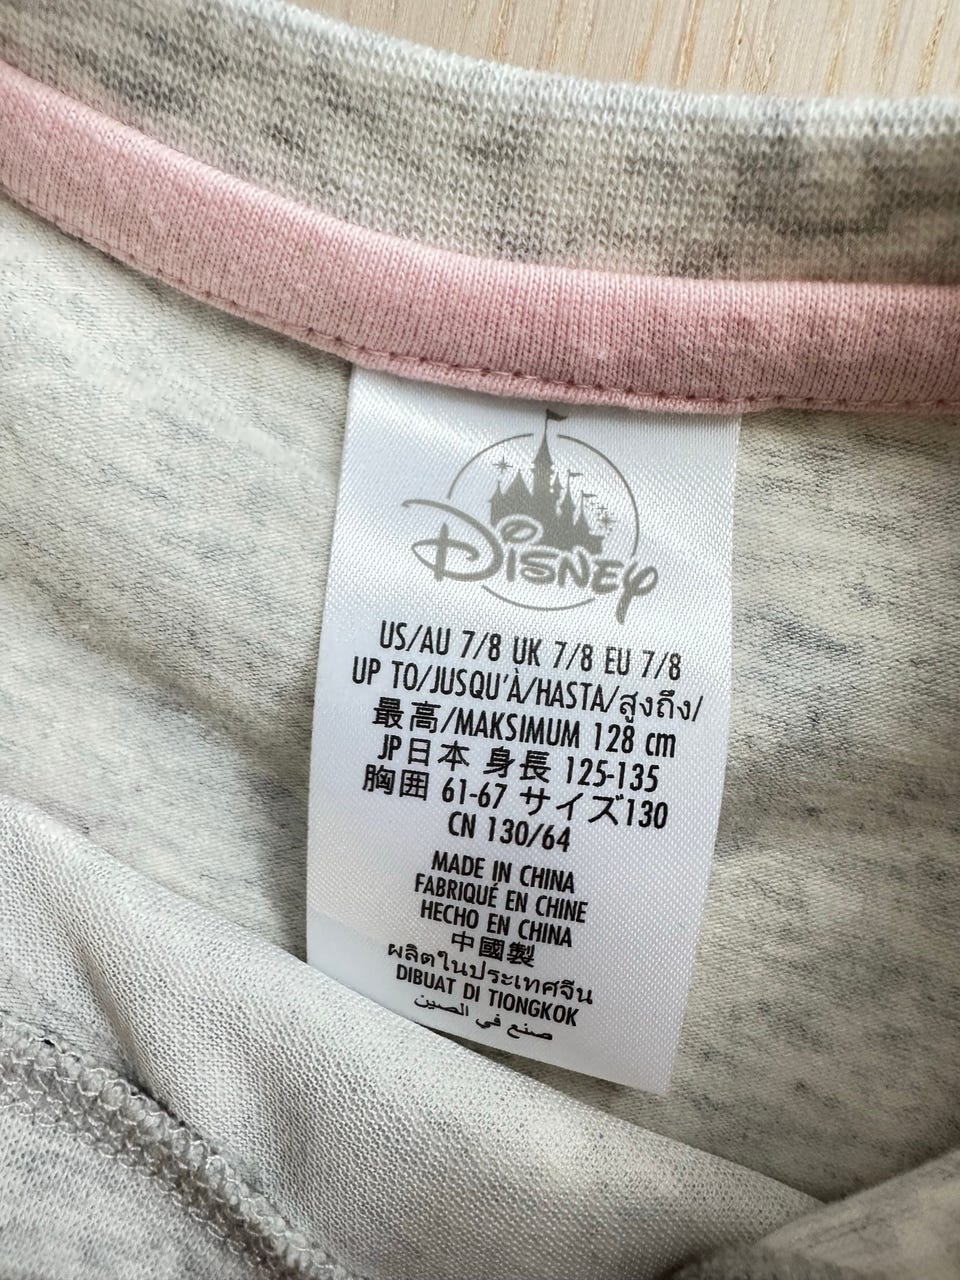 Disney
US/AU 7/8 UK 7/8 EU 7/8
UP TO/JUSQU'À/HASTA/สูงถึง/
最高/MAKSIMUM 128 cm
JP日本 身長 125-135
胸囲 61-67 サイズ130
CN 130/64
MADE IN CHINA
FABRIQUÉ EN CHINE
HECHO EN CHINA
中國製
ผลิตในประเทศจีน
DIBUAT DI TIONGKOK
صنع في الصين